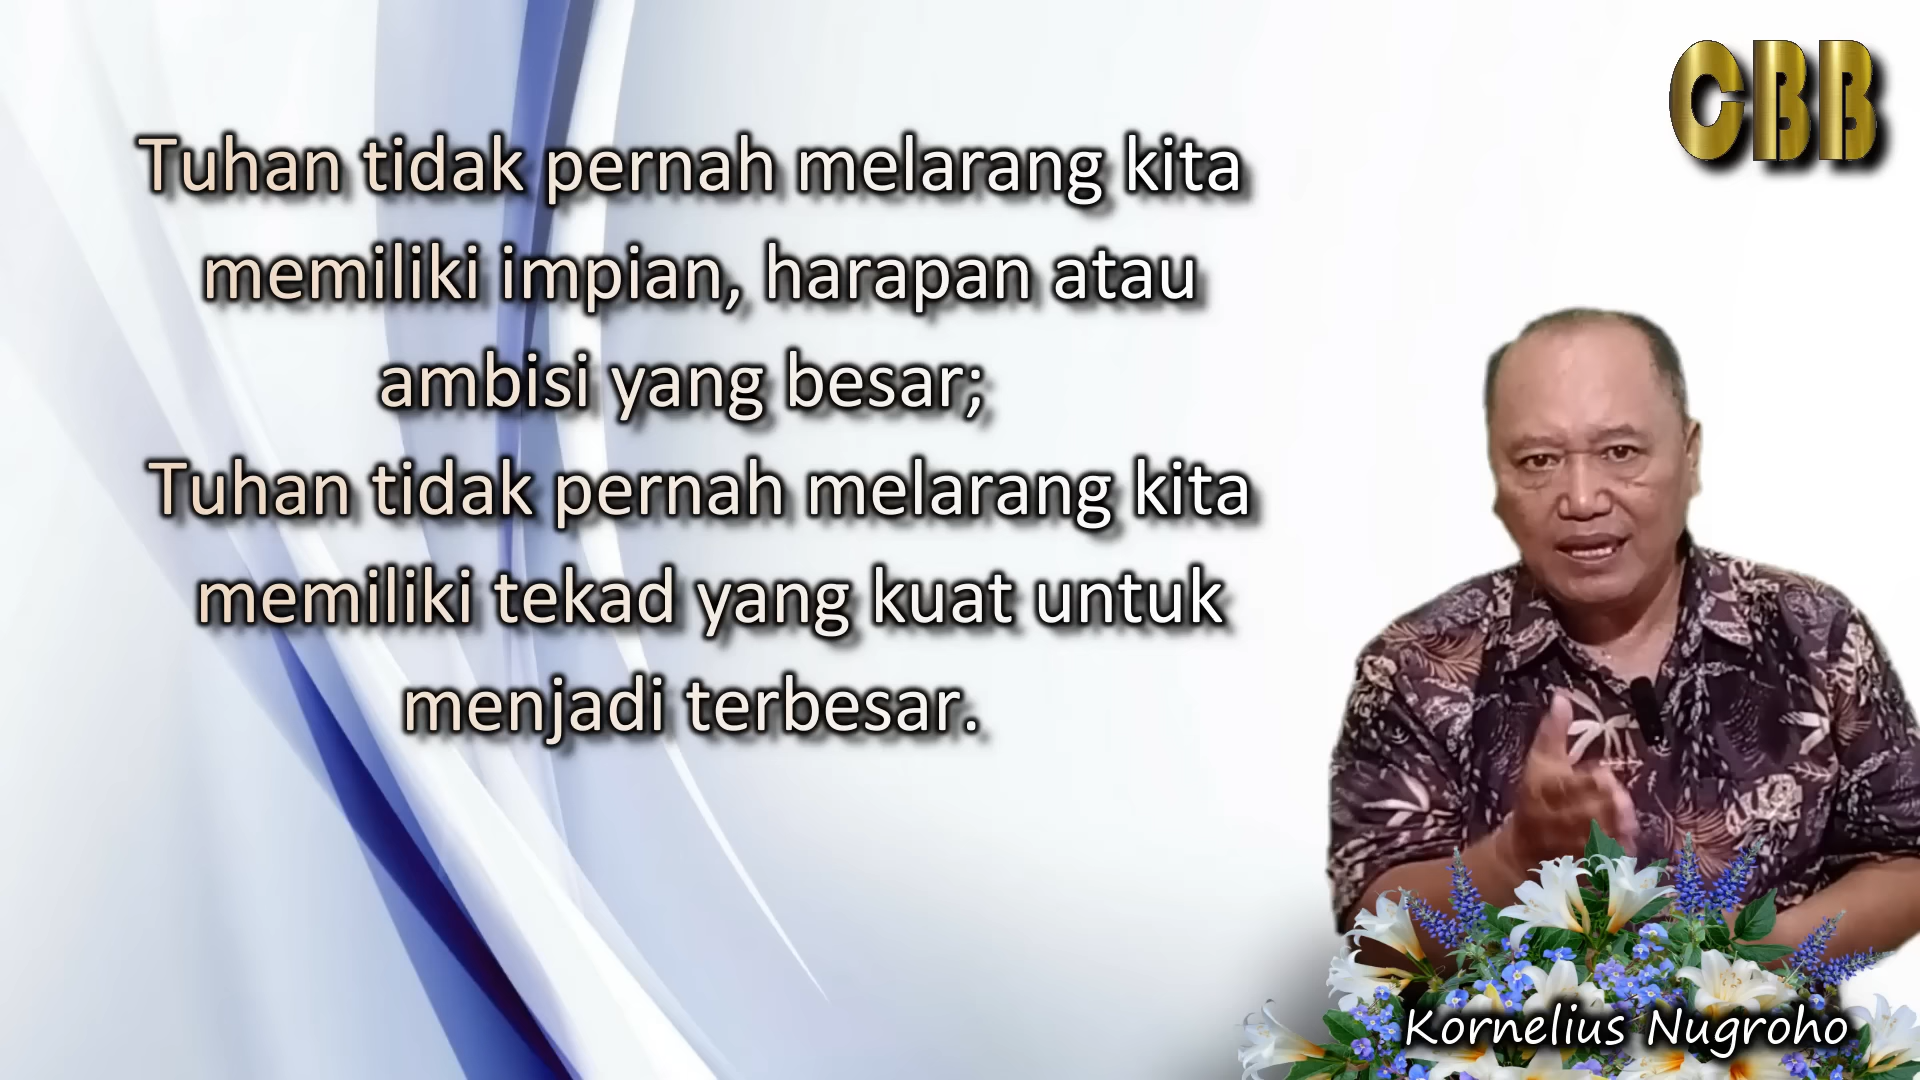 CBB
Tuhan tidak pernah melarang kita
memiliki impian, harapan atau
ambisi yang besar;
Tuhan tidak pernah melarang kita
memiliki tekad yang kuat untuk
menjadi terbesar.
Kornelius Nugroho